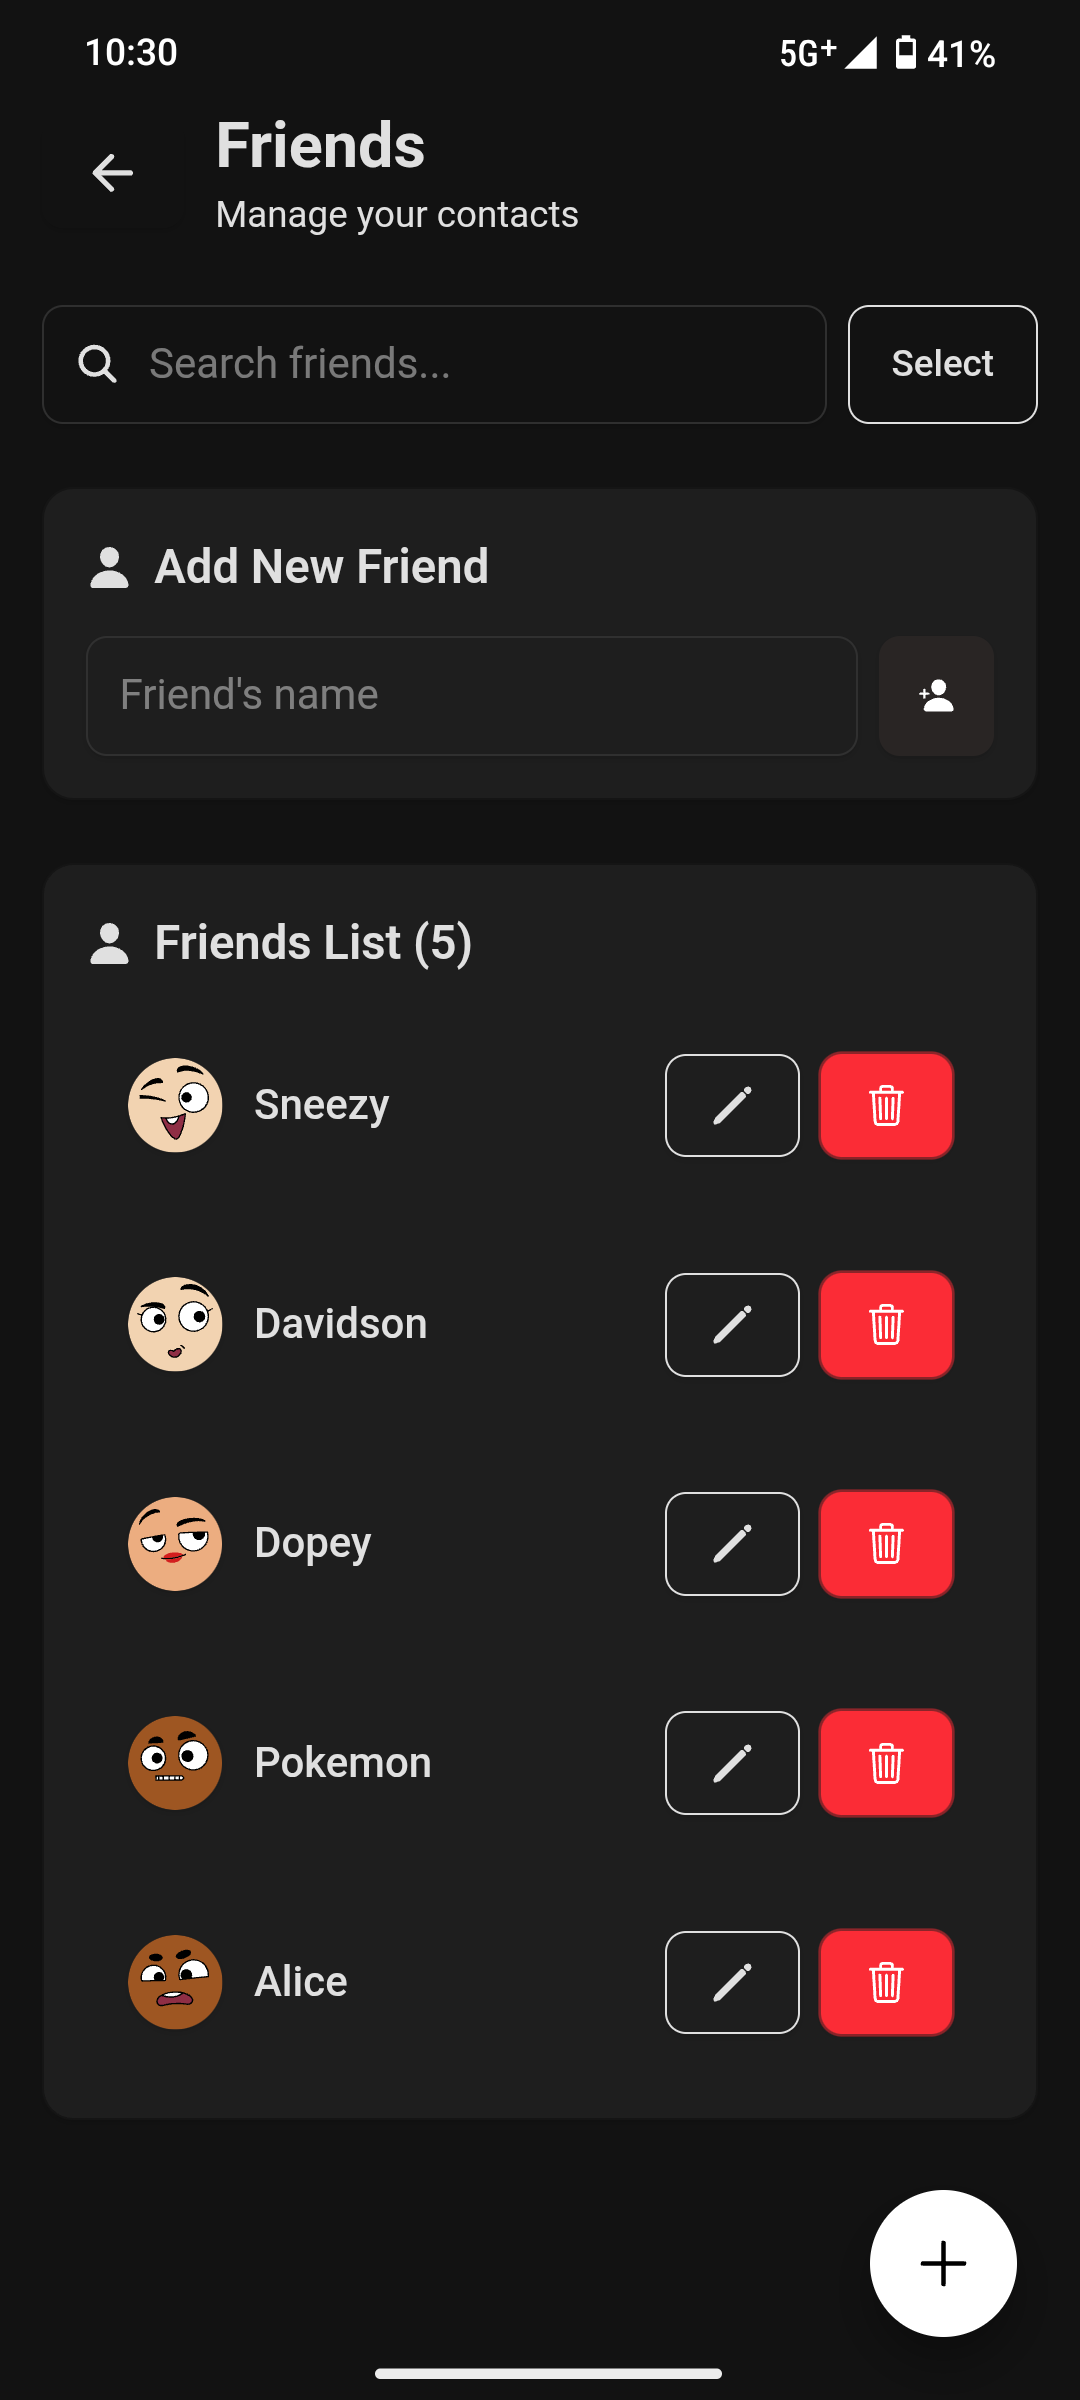 10:30
5G+ 41%
Friends
Manage your contacts
Search friends...
Select
Add New Friend
Friend's name
Friends List (5)
Sneezy
Davidson
Dopey
Pokemon
Alice